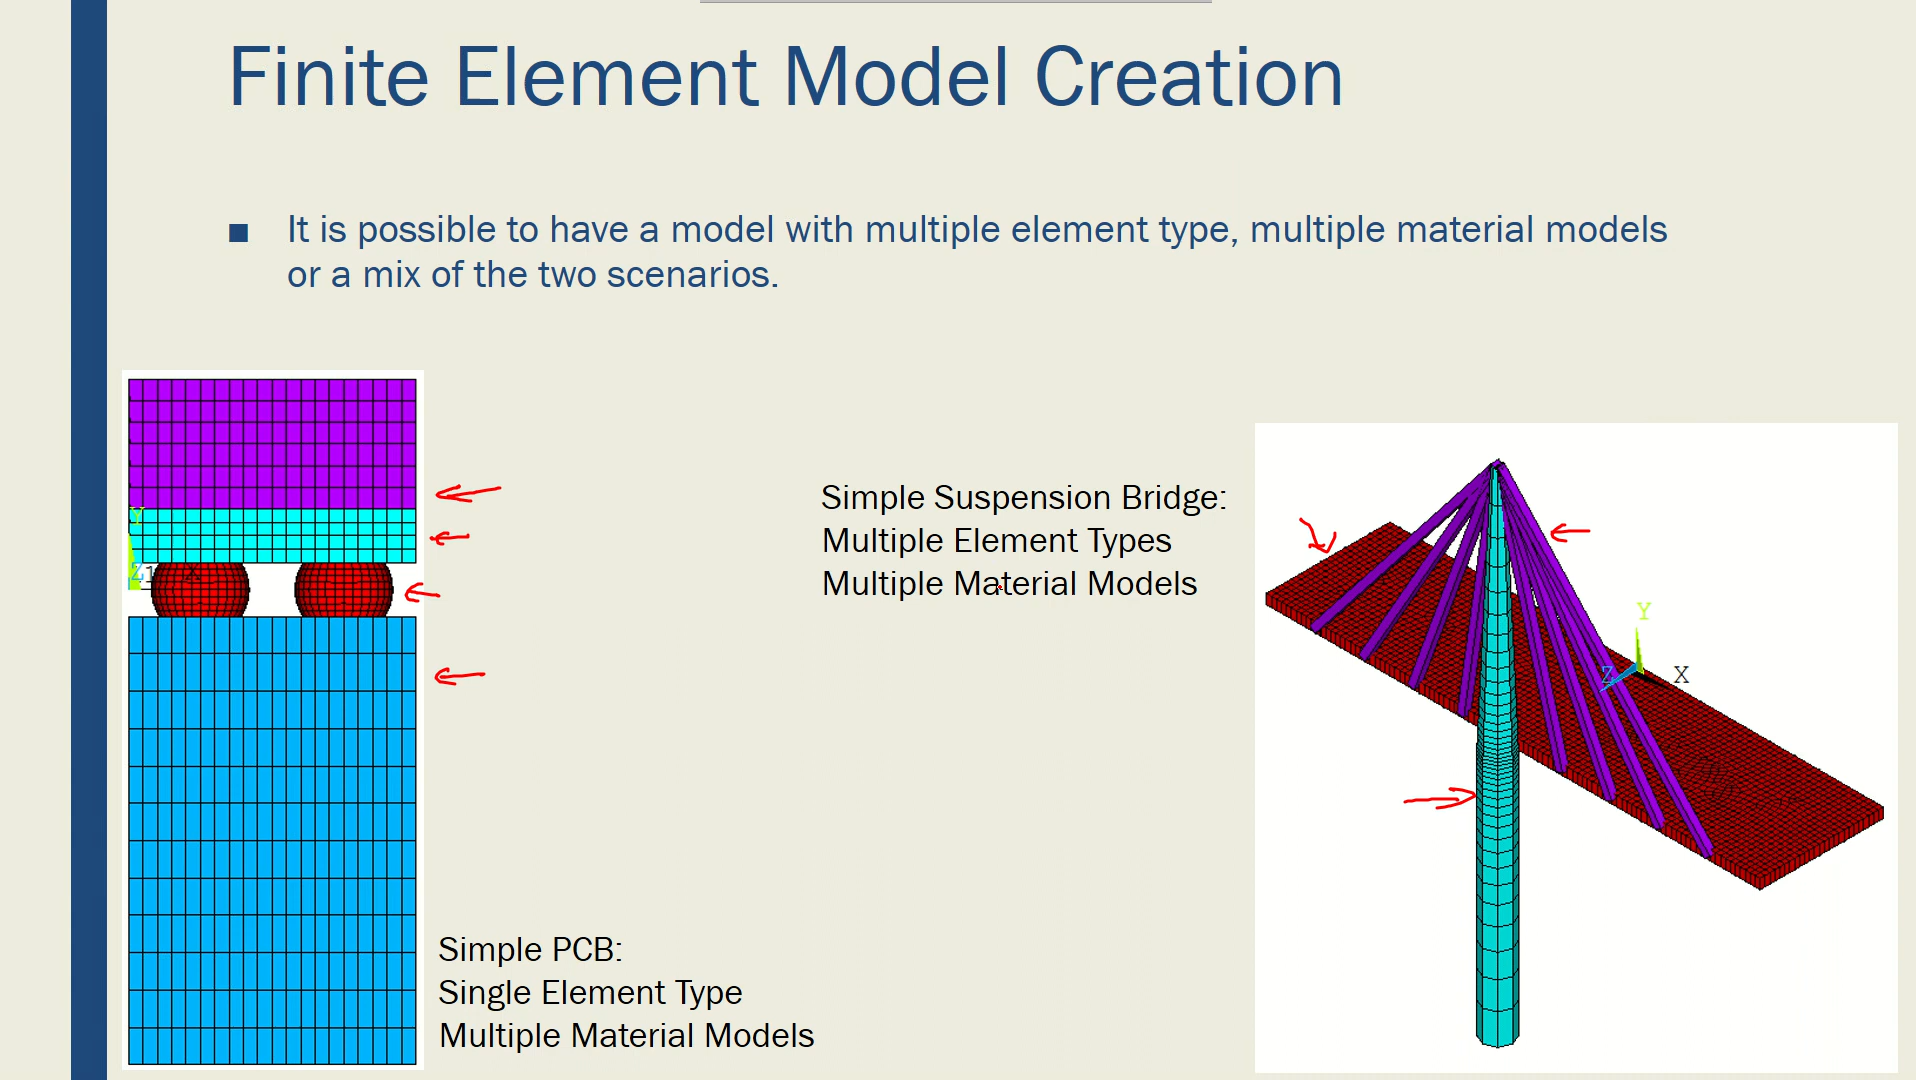 Finite Element Model Creation
■ It is possible to have a model with multiple element type, multiple material models
or a mix of the two scenarios.
Y
Z 1 X
Simple Suspension Bridge:
Multiple Element Types
Multiple Material Models
Y
Z X
Simple PCB:
Single Element Type
Multiple Material Models